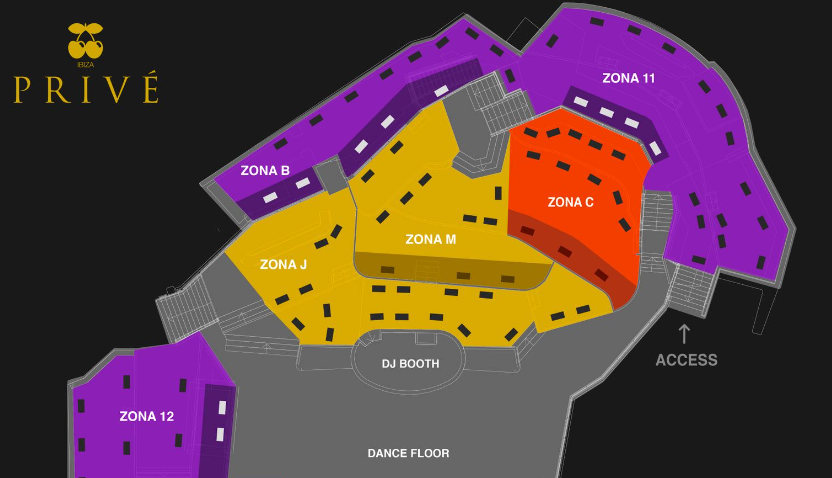 IBIZA
PRIVÉ
ZONA 11
ZONA B
ZONA C
ZONA M
ZONA J
DJ BOOTH
ACCESS
ZONA 12
DANCE FLOOR